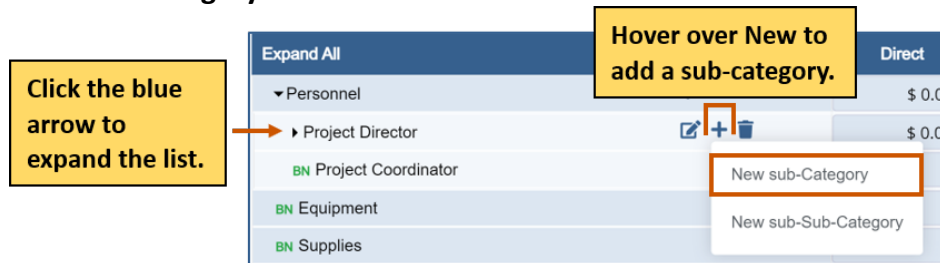 Hover over New to
add a sub-category.
Click the blue
arrow to
expand the list.
Expand All Direct
Personnel $ 0.0
Project Director $ 0.0
BN Project Coordinator
New sub-Category
BN Equipment
New sub-Sub-Category
BN Supplies